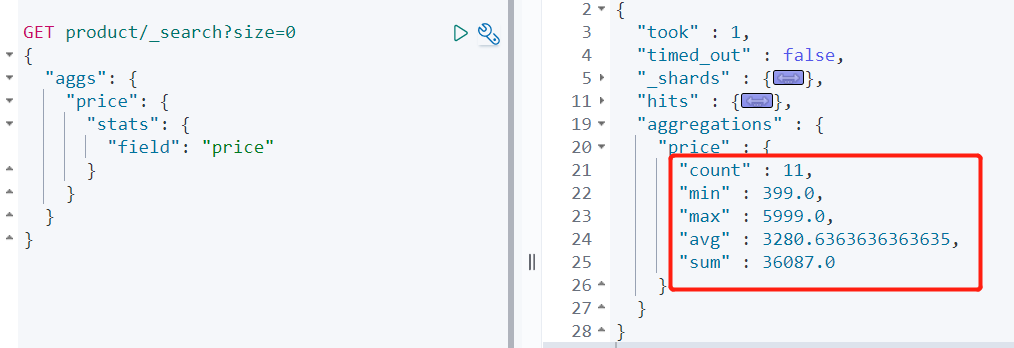 GET product/_search?size=0
{
"aggs": {
"price": {
"stats": {
"field": "price"
}
}
}
}
2 {
3 "took" : 1,
4 "timed_out" : false,
5 "_shards" : {},
11 "hits" : {},
19 "aggregations" : {
20 "price" : {
21 "count" : 11,
22 "min" : 399.0,
23 "max" : 5999.0,
24 "avg" : 3280.6363636363635,
25 "sum" : 36087.0
26 }
27 }
28 }